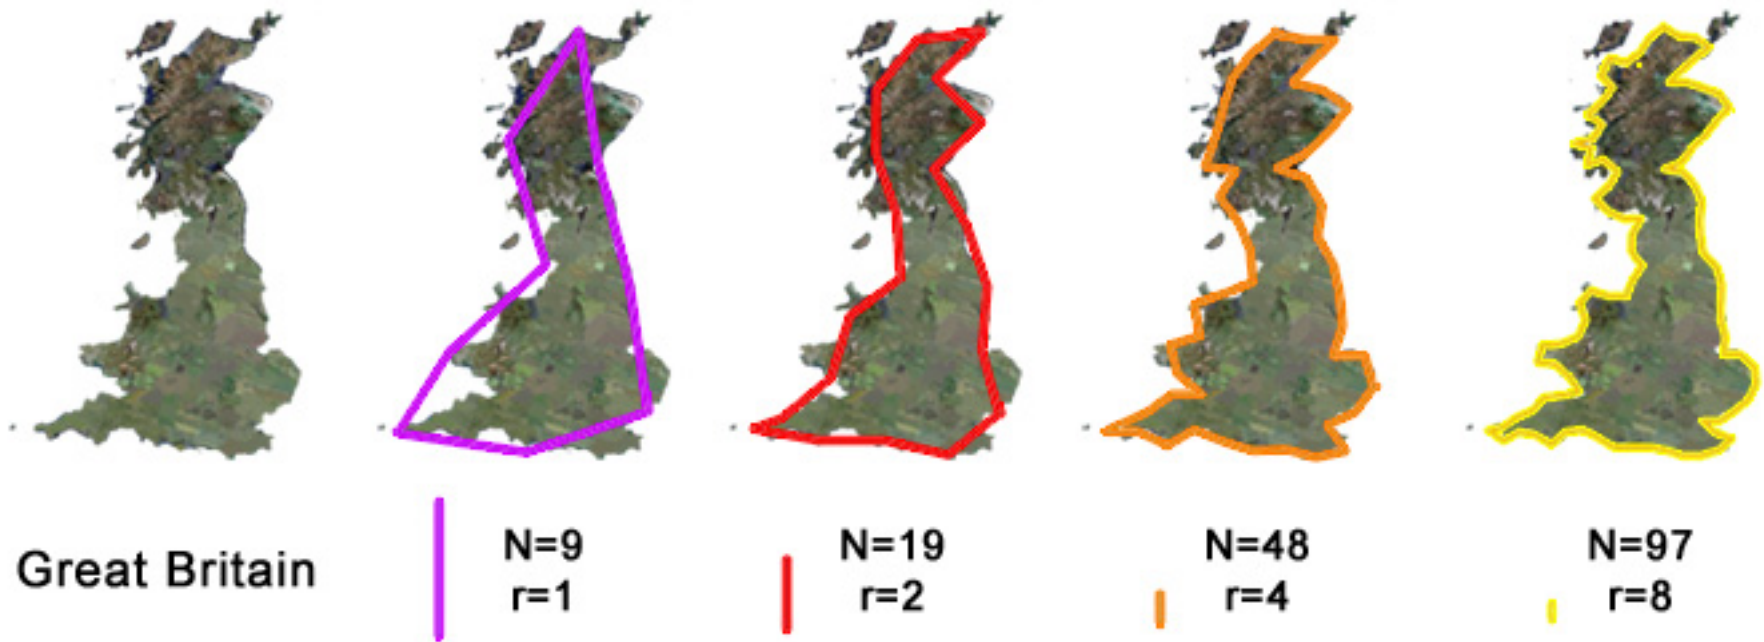 Great Britain
N=9
r=1
N=19
r=2
N=48
r=4
N=97
r=8